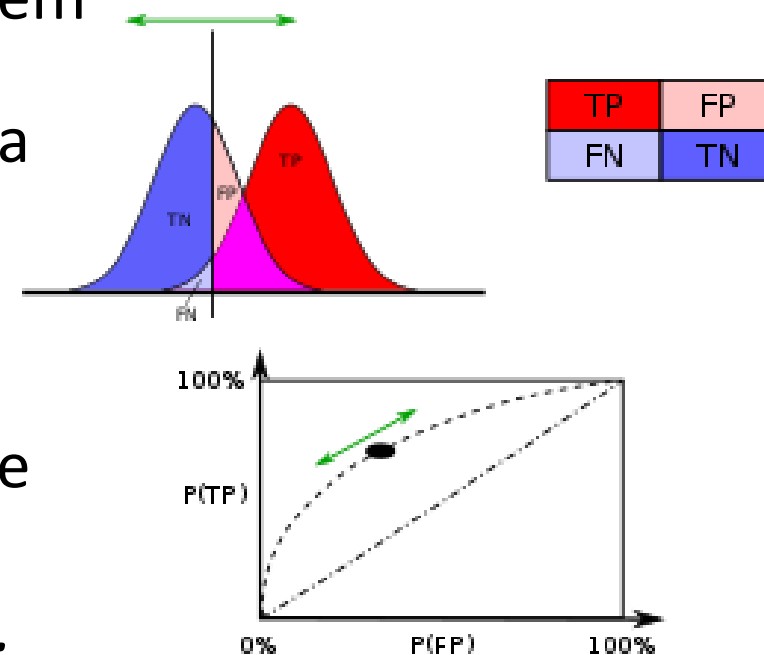 em
a
TP FP
FN TN
TP
FP
TN
FN
100%
P(TP)
e
0% P(FP) 100%